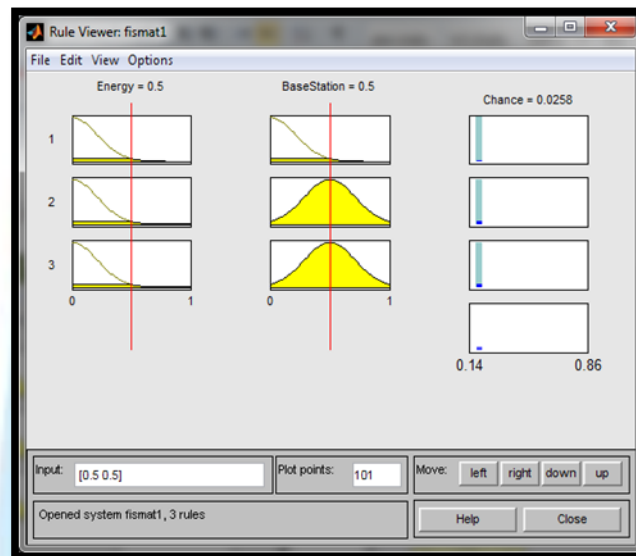 Rule Viewer: fismat1
File Edit View Options
Energy = 0.5 BaseStation = 0.5 Chance = 0.0258
1
2
3
0 1 0 1
0.14 0.86
Input: [0.5 0.5] Plot points: 101 Move: left right down up
Opened system fismat1, 3 rules Help Close